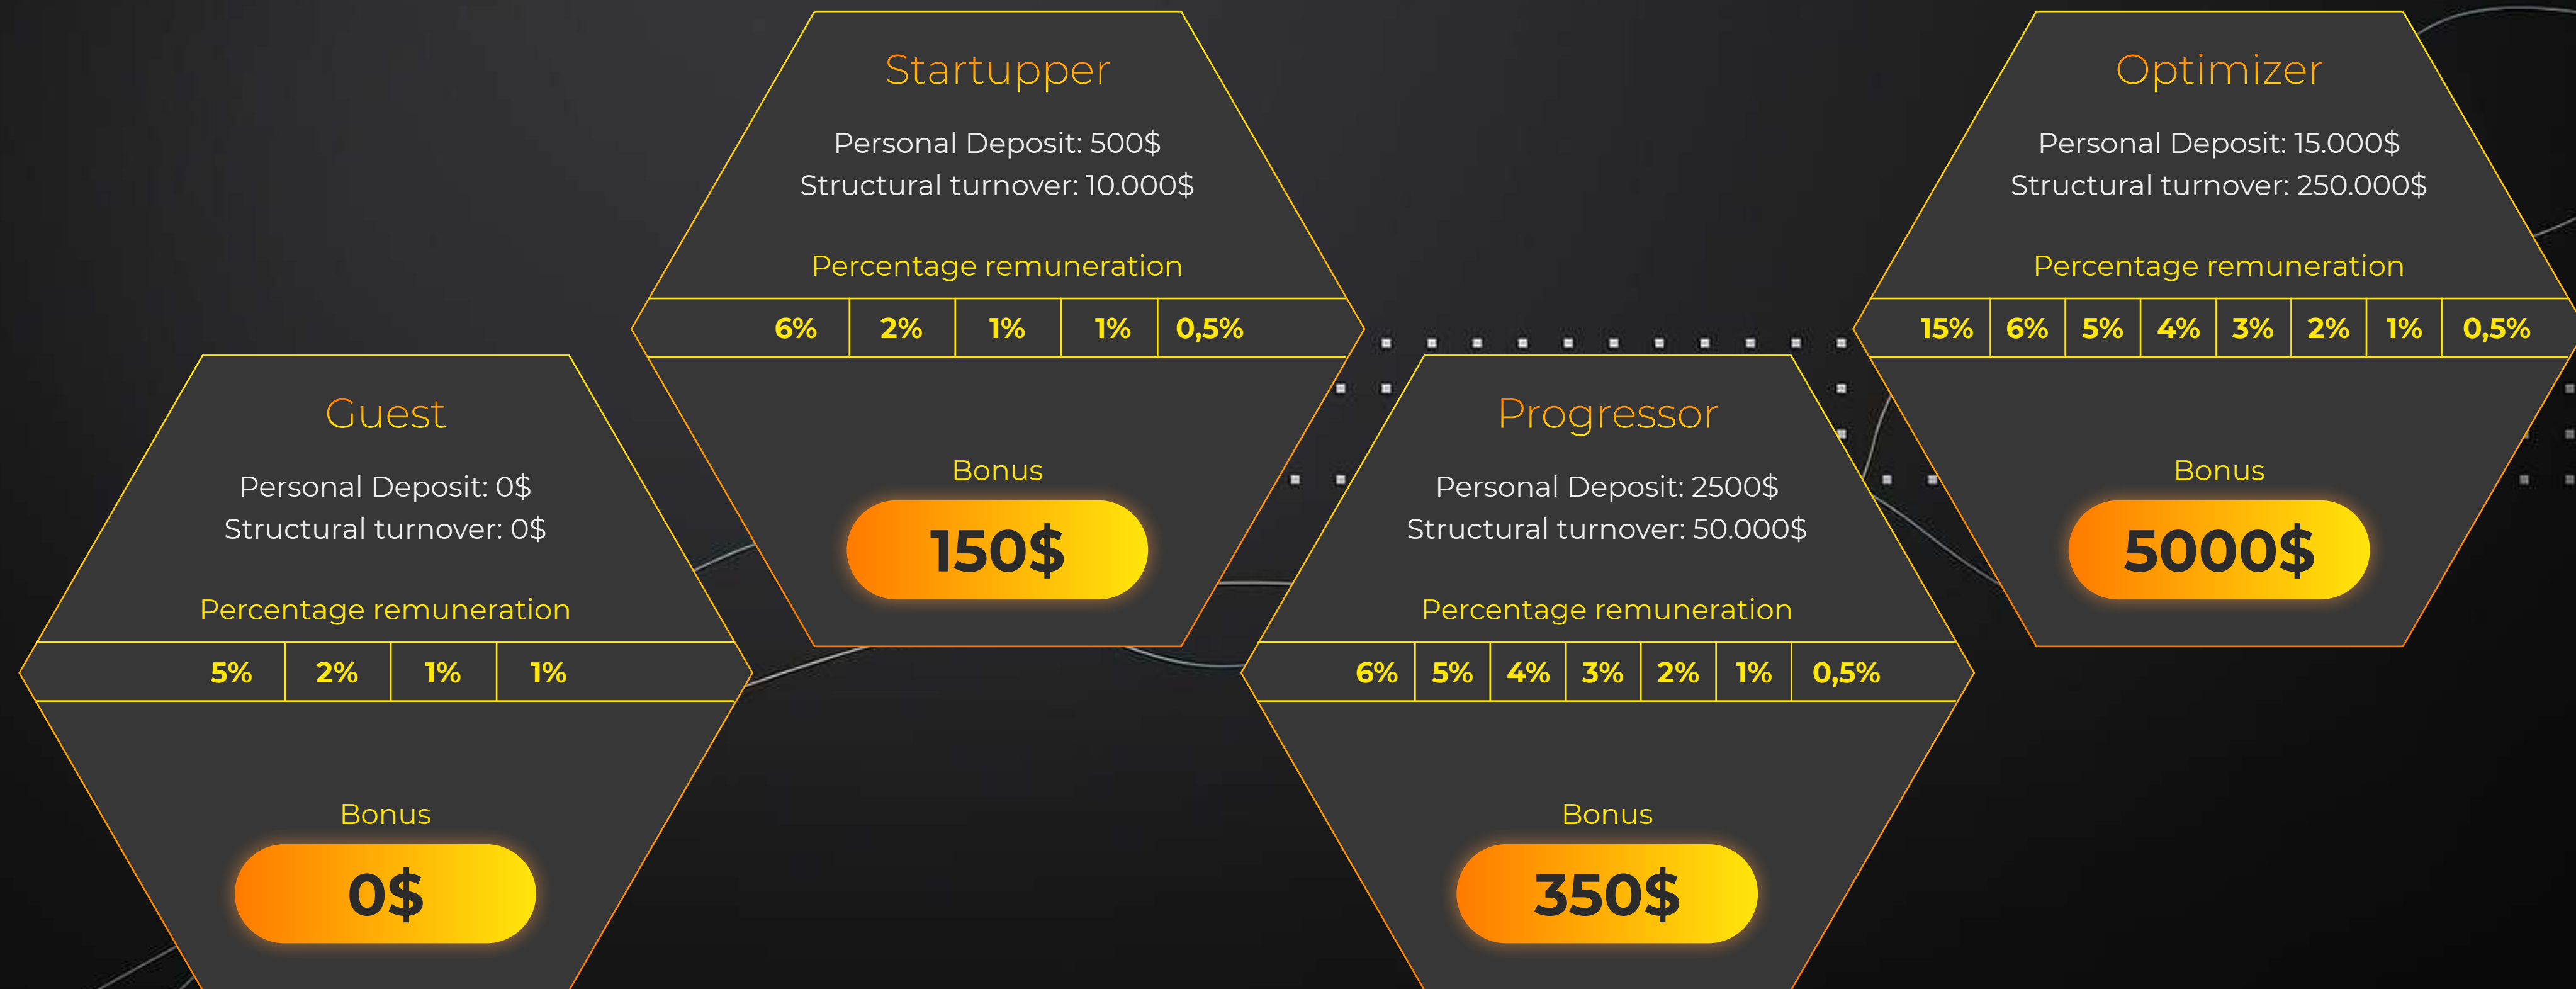 Guest
Personal Deposit: 0$
Structural turnover: 0$
Percentage remuneration
5% 2% 1% 1%
Bonus
0$
Startupper
Personal Deposit: 500$
Structural turnover: 10.000$
Percentage remuneration
6% 2% 1% 1% 0,5%
Bonus
150$
Progressor
Personal Deposit: 2500$
Structural turnover: 50.000$
Percentage remuneration
6% 5% 4% 3% 2% 1% 0,5%
Bonus
350$
Optimizer
Personal Deposit: 15.000$
Structural turnover: 250.000$
Percentage remuneration
15% 6% 5% 4% 3% 2% 1% 0,5%
Bonus
5000$